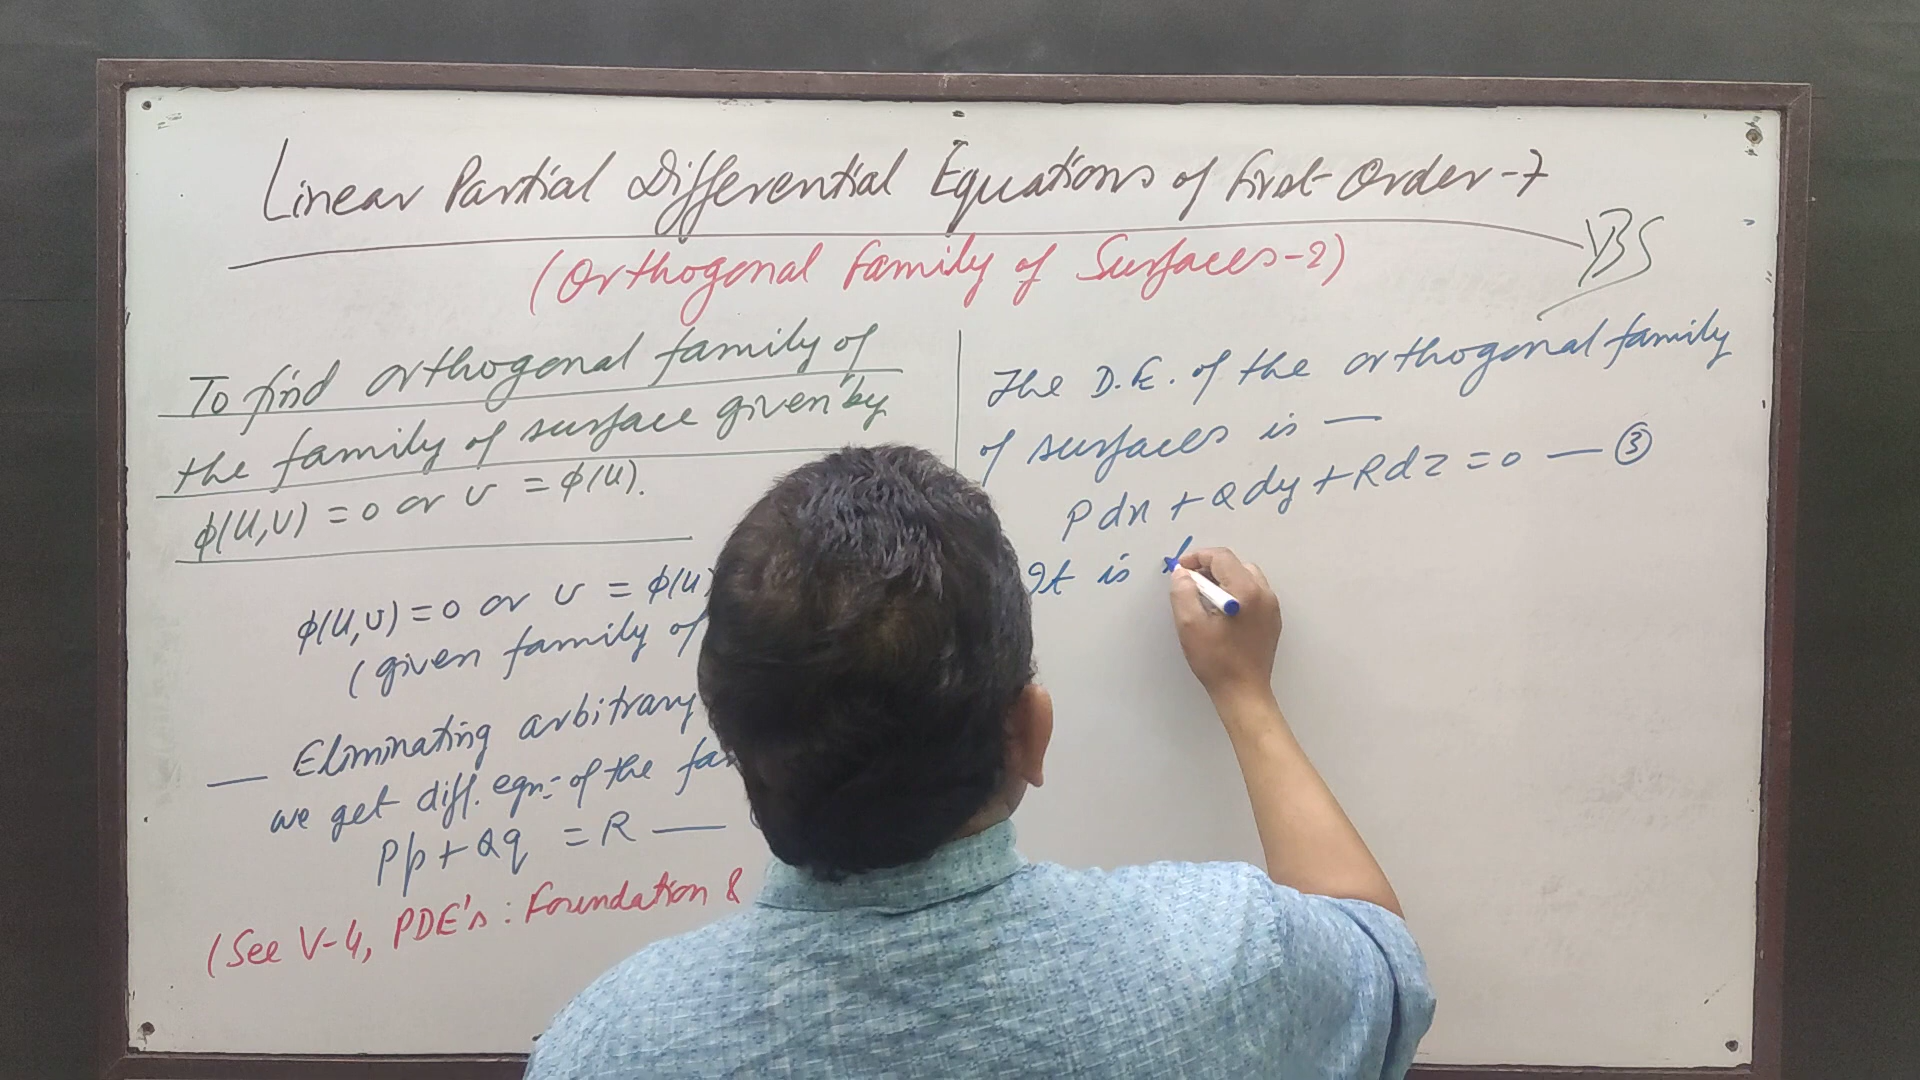 Linear Partial Differential Equations of First-Order-7
(Orthogonal Family of Surfaces-2)
VBS
To find orthogonal family of
the family of surface given by
ϕ(u,v) = 0 or v = ϕ(u).
ϕ(u,v) = 0 or v = ϕ(u)
(given family of
— Eliminating arbitrary
we get diff. eqn:- of the
Pp + Qq = R —
(See V-4, PDE's : Foundation &
The D.E. of the orthogonal family
of surfaces is —
Pdx + Qdy + Rdz = 0 — ③
It is